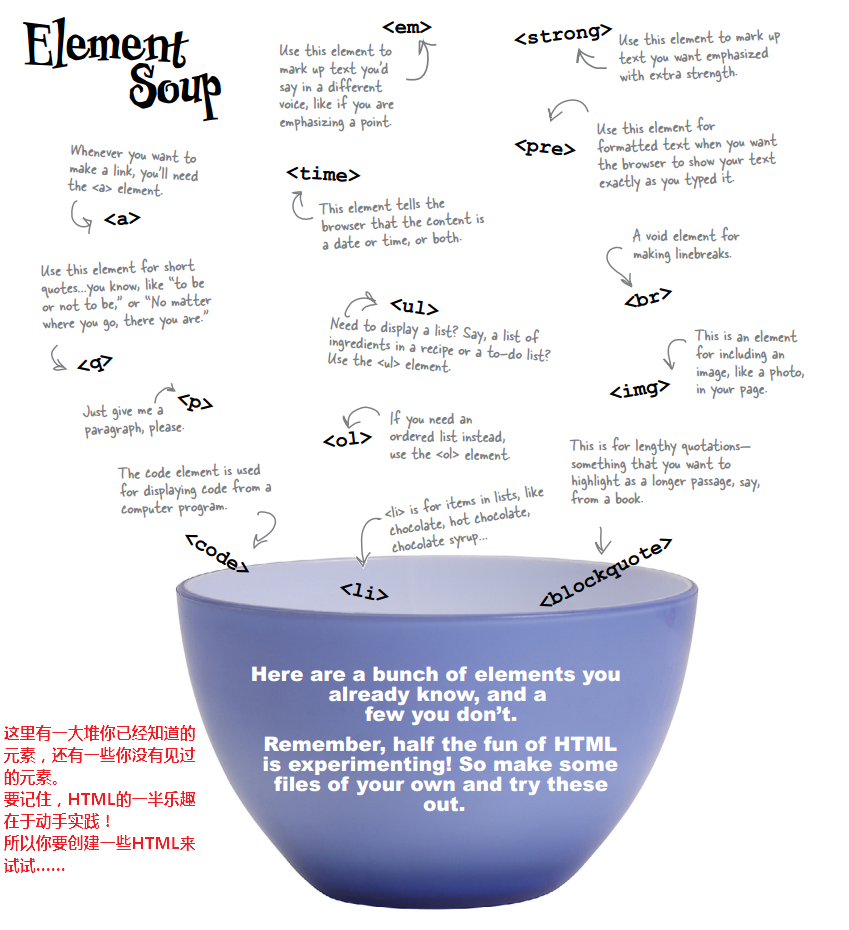 Element
Soup
<em>
Use this element to
mark up text you'd
say in a different
voice, like if you are
emphasizing a point.
<strong>
Use this element to mark up
text you want emphasized
with extra strength.
<pre>
Use this element for
formatted text when you want
the browser to show your text
exactly as you typed it.
Whenever you want to
make a link, you'll need
the <a> element.
<a>
<time>
This element tells the
browser that the content is
a date or time, or both.
A void element for
making linebreaks.
<br>
Use this element for short
quotes...you know, like "to be
or not to be," or "No matter
where you go, there you are."
<q>
<ul>
Need to display a list? Say, a list of
ingredients in a recipe or a to-do list?
Use the <ul> element.
This is an element
for including an
image, like a photo,
in your page.
<img>
<p>
Just give me a
paragraph, please.
<ol>
If you need an
ordered list instead,
use the <ol> element.
This is for lengthy quotations—
something that you want to
highlight as a longer passage, say,
from a book.
<blockquote>
The code element is used
for displaying code from a
computer program.
<code>
<li> is for items in lists, like
chocolate, hot chocolate,
chocolate syrup...
<li>
Here are a bunch of elements you
already know, and a
few you don't.
Remember, half the fun of HTML
is experimenting! So make some
files of your own and try these
out.
这里有一大堆你已经知道的
元素，还有一些你没有见过
的元素。
要记住，HTML的一半乐趣
在于动手实践！
所以你要创建一些HTML来
试试......